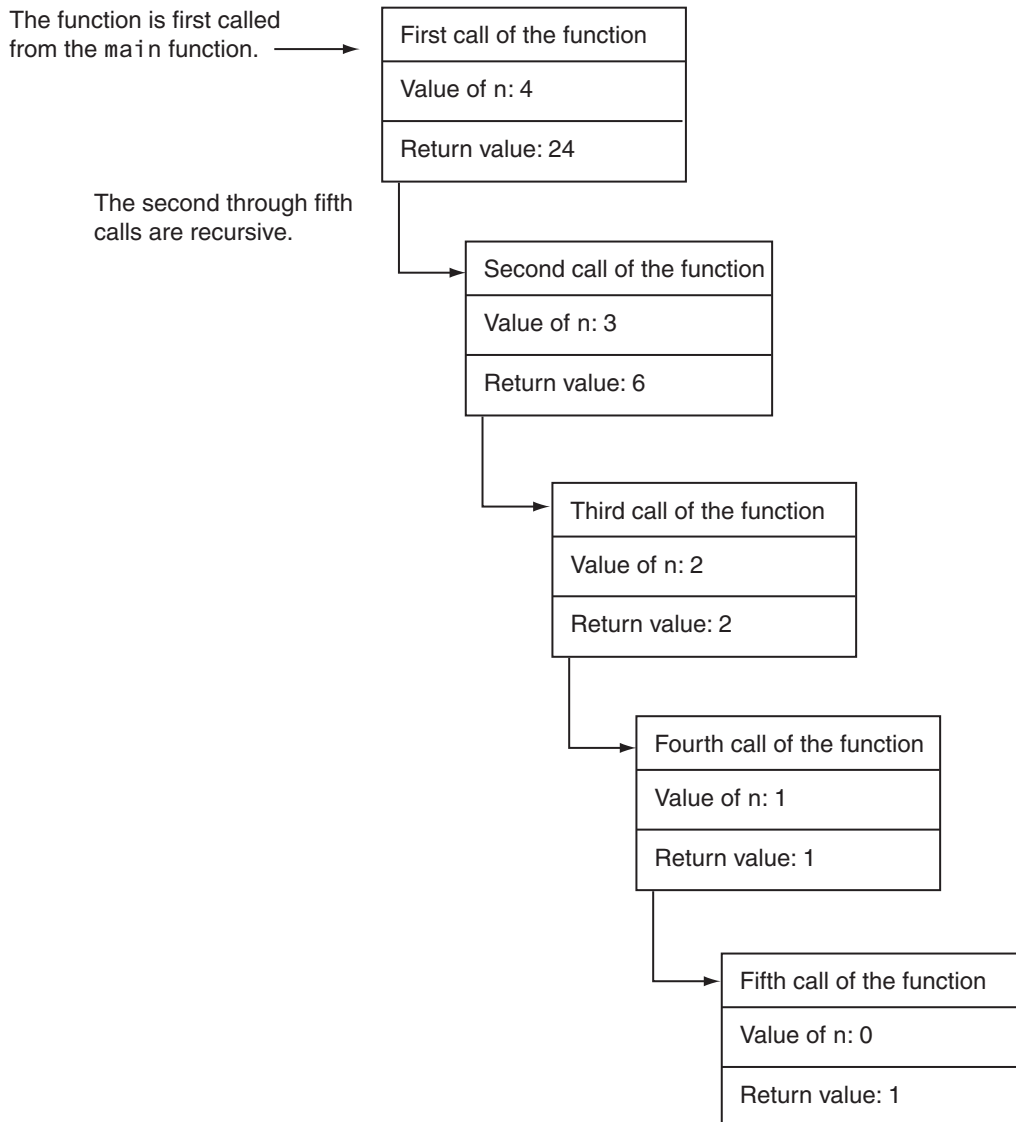 The function is first called
from the main function.
First call of the function
Value of n: 4
Return value: 24
The second through fifth
calls are recursive.
Second call of the function
Value of n: 3
Return value: 6
Third call of the function
Value of n: 2
Return value: 2
Fourth call of the function
Value of n: 1
Return value: 1
Fifth call of the function
Value of n: 0
Return value: 1